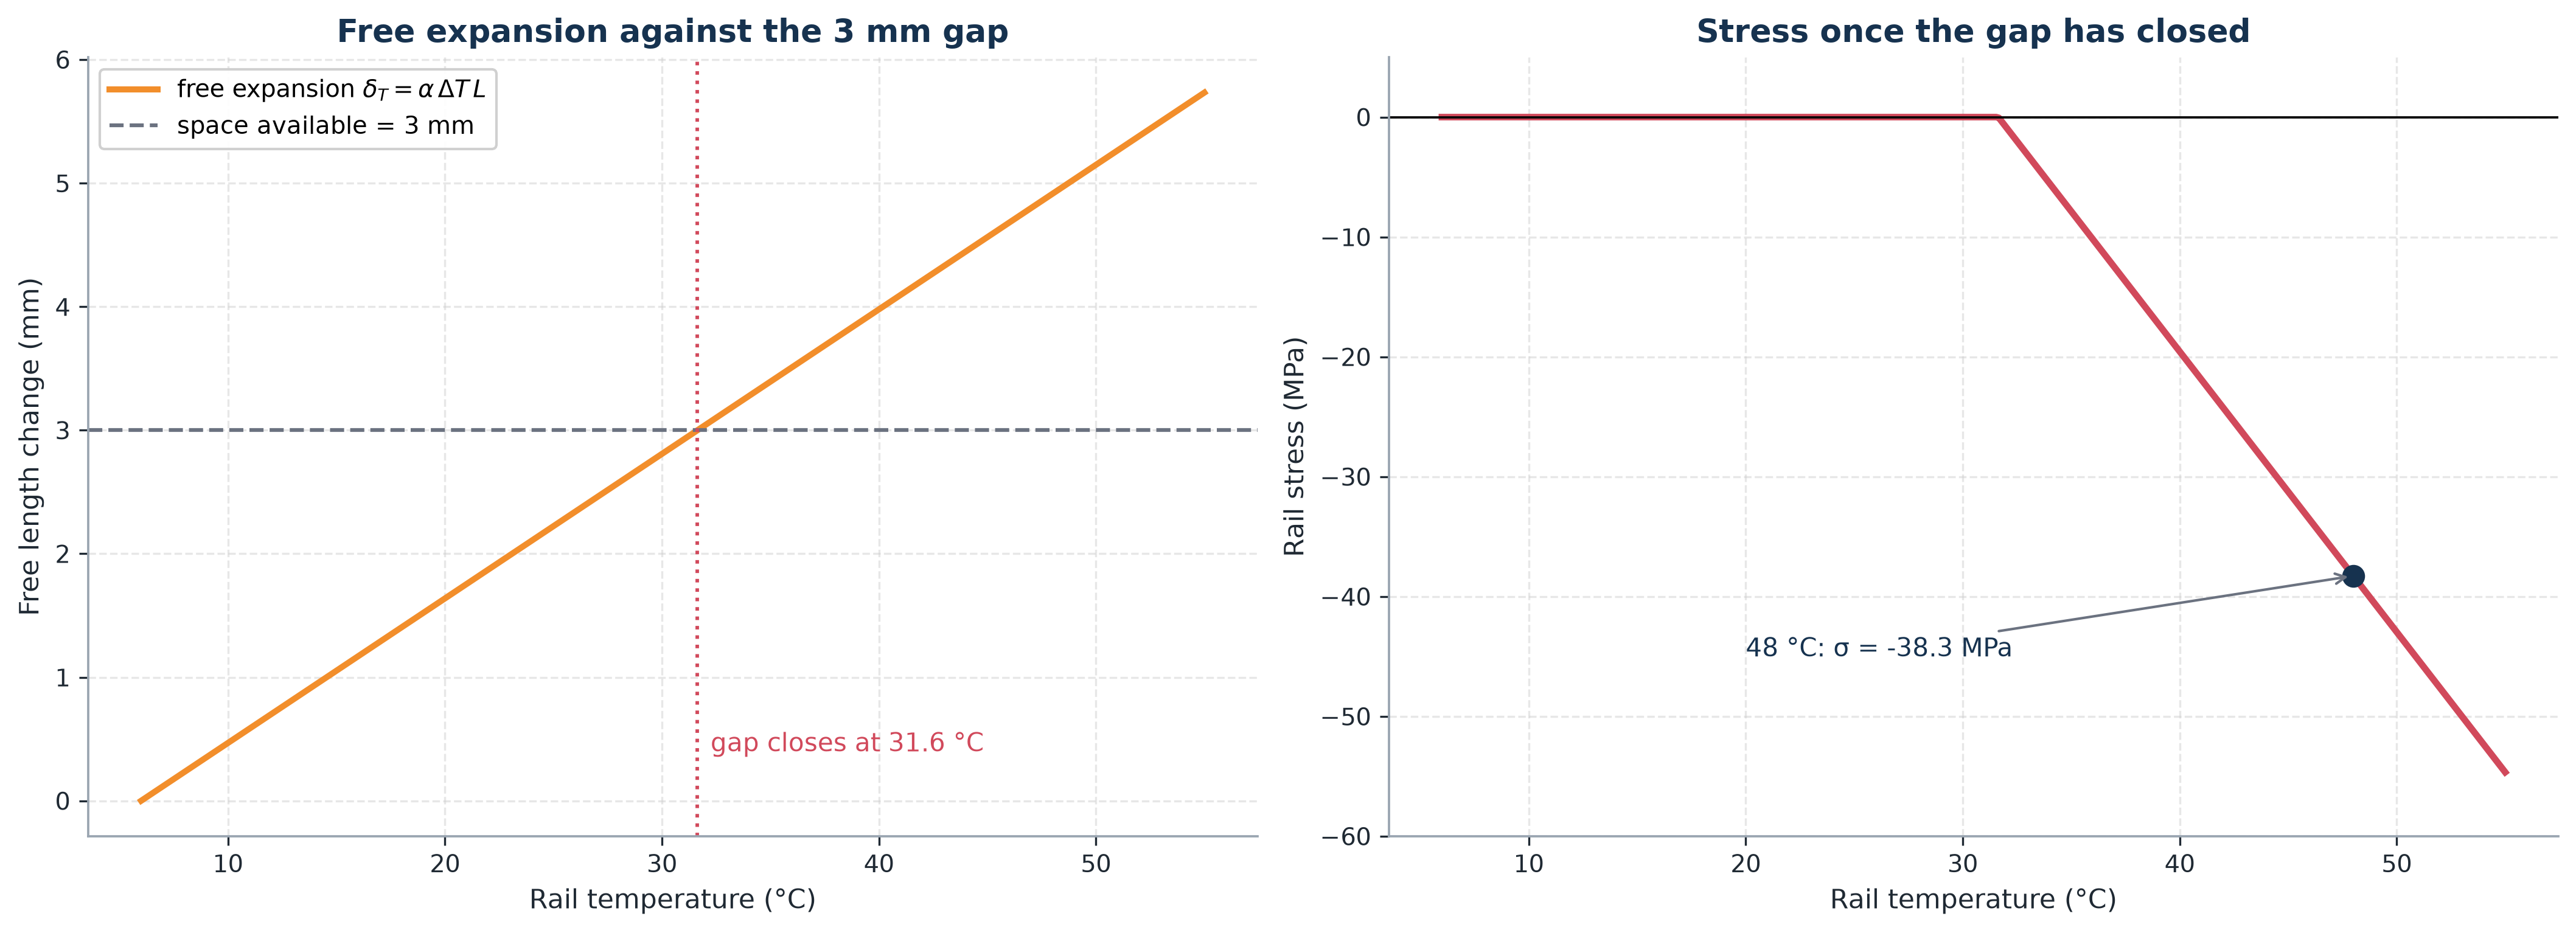 Free expansion against the 3 mm gap
free expansion δ_T = α ΔT L
space available = 3 mm
Free length change (mm)
6
5
4
3
2
1
0
gap closes at 31.6 °C
10 20 30 40 50
Rail temperature (°C)
Stress once the gap has closed
Rail stress (MPa)
0
−10
−20
−30
−40
−50
−60
48 °C: σ = -38.3 MPa
10 20 30 40 50
Rail temperature (°C)